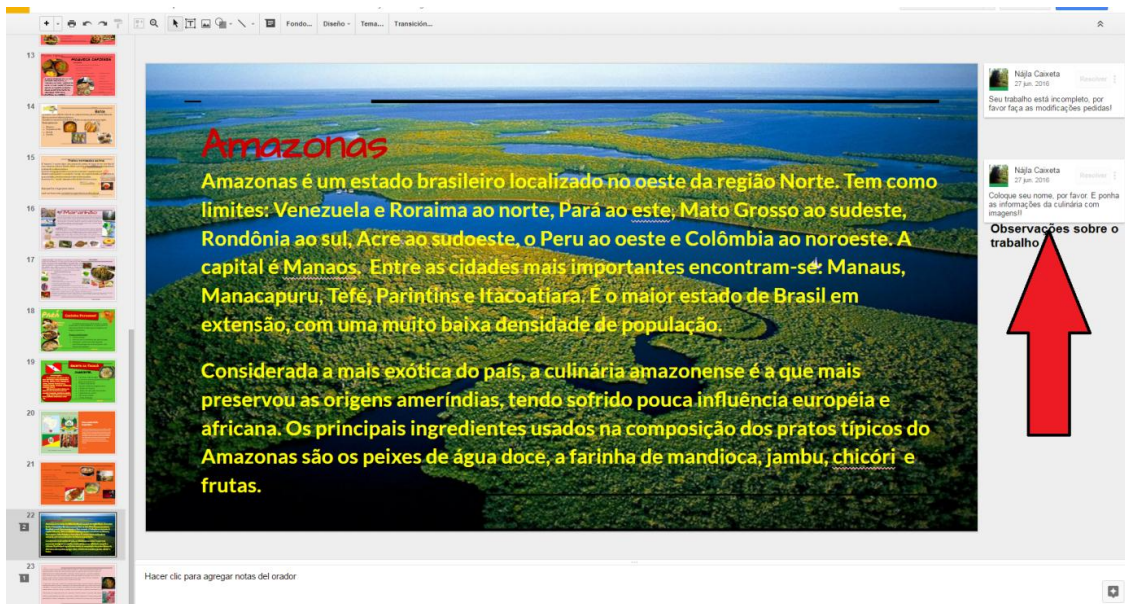 Fondo...
Diseño
Tema...
Transición...
13
14
15
16
17
18
19
20
21
22
2
23
1
Amazonas
Amazonas é um estado brasileiro localizado no oeste da região Norte. Tem como
limites: Venezuela e Roraima ao norte, Pará ao este, Mato Grosso ao sudeste,
Rondônia ao sul, Acre ao sudoeste, o Peru ao oeste e Colômbia ao noroeste. A
capital é Manaos. Entre as cidades mais importantes encontram-se: Manaus,
Manacapuru, Tefé, Parintins e Itacoatiara. É o maior estado de Brasil em
extensão, com uma muito baixa densidade de população.
Considerada a mais exótica do país, a culinária amazonense é a que mais
preservou as origens ameríndias, tendo sofrido pouca influência européia e
africana. Os principais ingredientes usados na composição dos pratos típicos do
Amazonas são os peixes de água doce, a farinha de mandioca, jambu, chicóri e
frutas.
Nájla Caixeta
27 jun. 2016
Resolver
Seu trabalho está incompleto, por
favor faça as modificações pedidas!
Nájla Caixeta
27 jun. 2016
Resolver
Coloque seu nome, por favor. E ponha
as informações da culinária com
imagens!!
Observações sobre o
trabalho
Hacer clic para agregar notas del orador